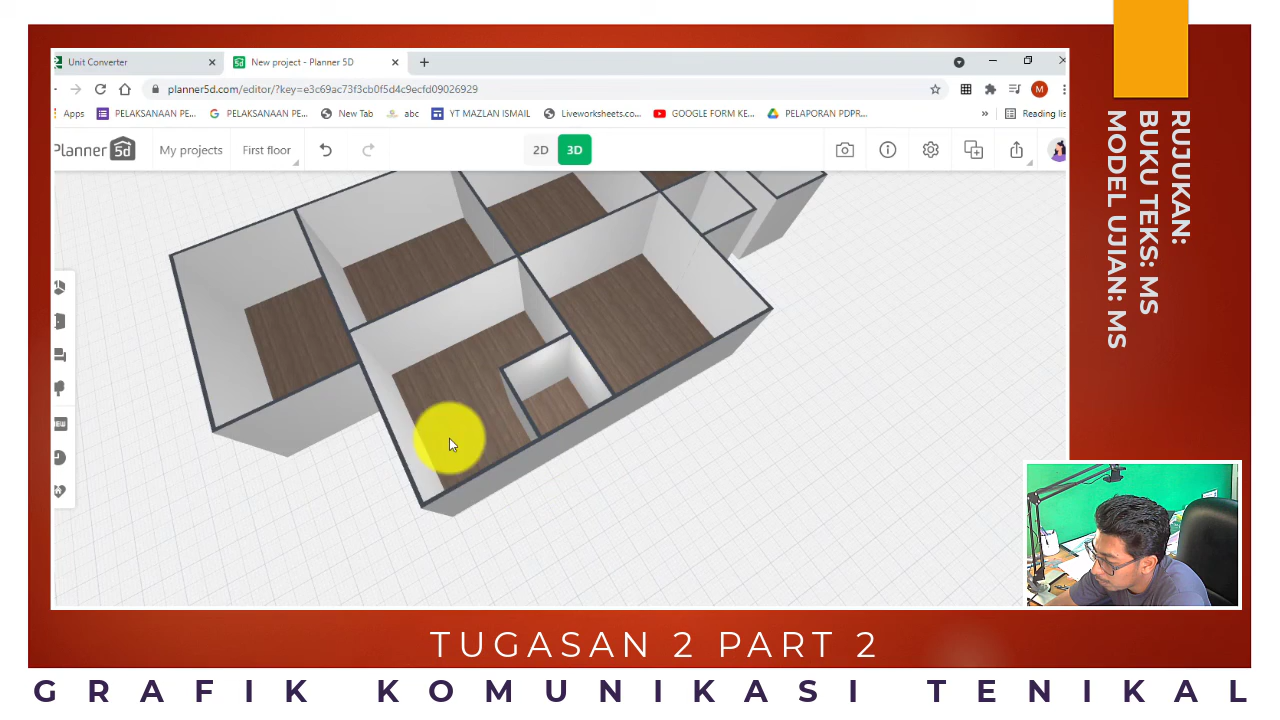 Unit Converter
New project - Planner 5D
planner5d.com/editor/?key=e3c69ac73f3cb0f5d4c9ecfd09026929
M
Apps
PELAKSANAAN PE...
PELAKSANAAN PE...
New Tab
abc
YT MAZLAN ISMAIL
Liveworksheets.co...
GOOGLE FORM KE...
PELAPORAN PDPR...
»
Reading lis
Planner 5d
My projects
First floor
2D
3D
NEW
RUJUKAN:
BUKU TEKS: MS
MODEL UJIAN: MS
TUGASAN 2 PART 2
GRAFIK KOMUNIKASI TENIKAL